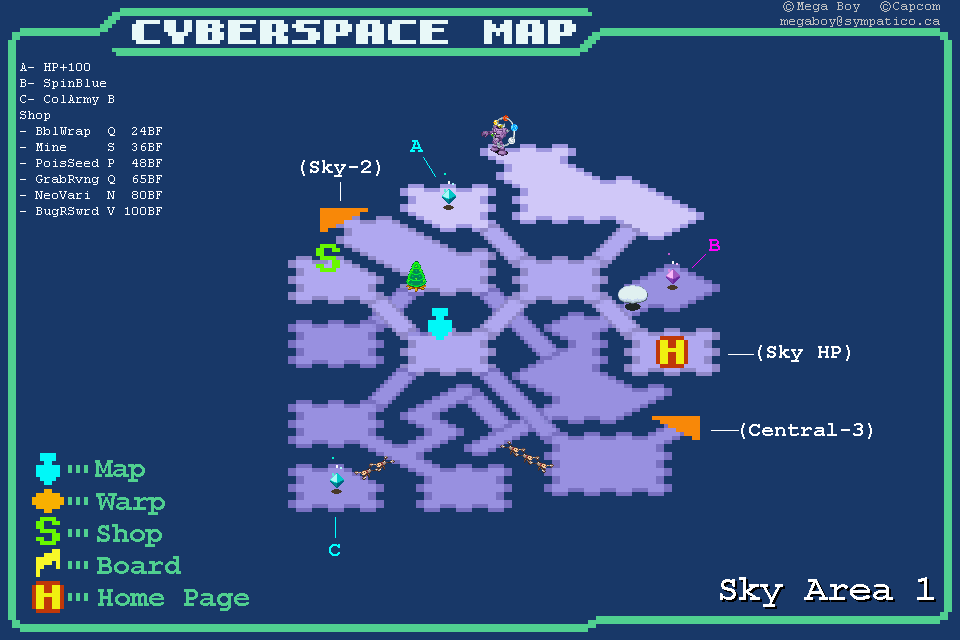 ©Mega Boy ©Capcom
megaboy@sympatico.ca
CYBERSPACE MAP
A- HP+100
B- SpinBlue
C- ColArmy B
Shop
- BblWrap Q 24BF
- Mine S 36BF
- PoisSeed P 48BF
- GrabRvng Q 65BF
- NeoVari N 80BF
- BugRSwrd V 100BF
A
(Sky-2)
B
S
H
(Sky HP)
(Central-3)
C
Map
Warp
S Shop
Board
H Home Page
Sky Area 1